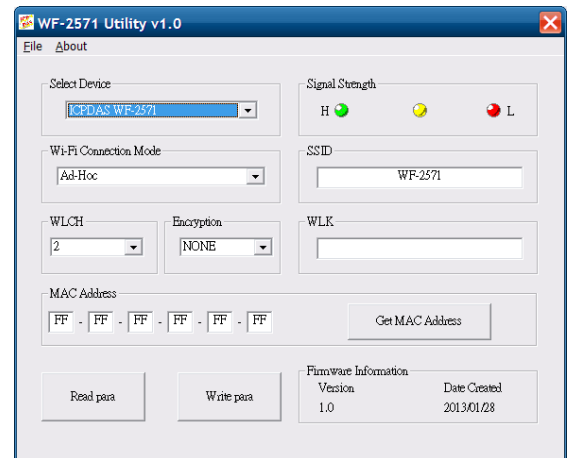 WF-2571 Utility v1.0
File About
Select Device
ICPDAS WF-2571
Signal Strength
H L
Wi-Fi Connection Mode
Ad-Hoc
SSID
WF-2571
WLCH
2
Encryption
NONE
WLK
MAC Address
FF - FF - FF - FF - FF - FF
Get MAC Address
Read para
Write para
Firmware Information
Version Date Created
1.0 2013/01/28